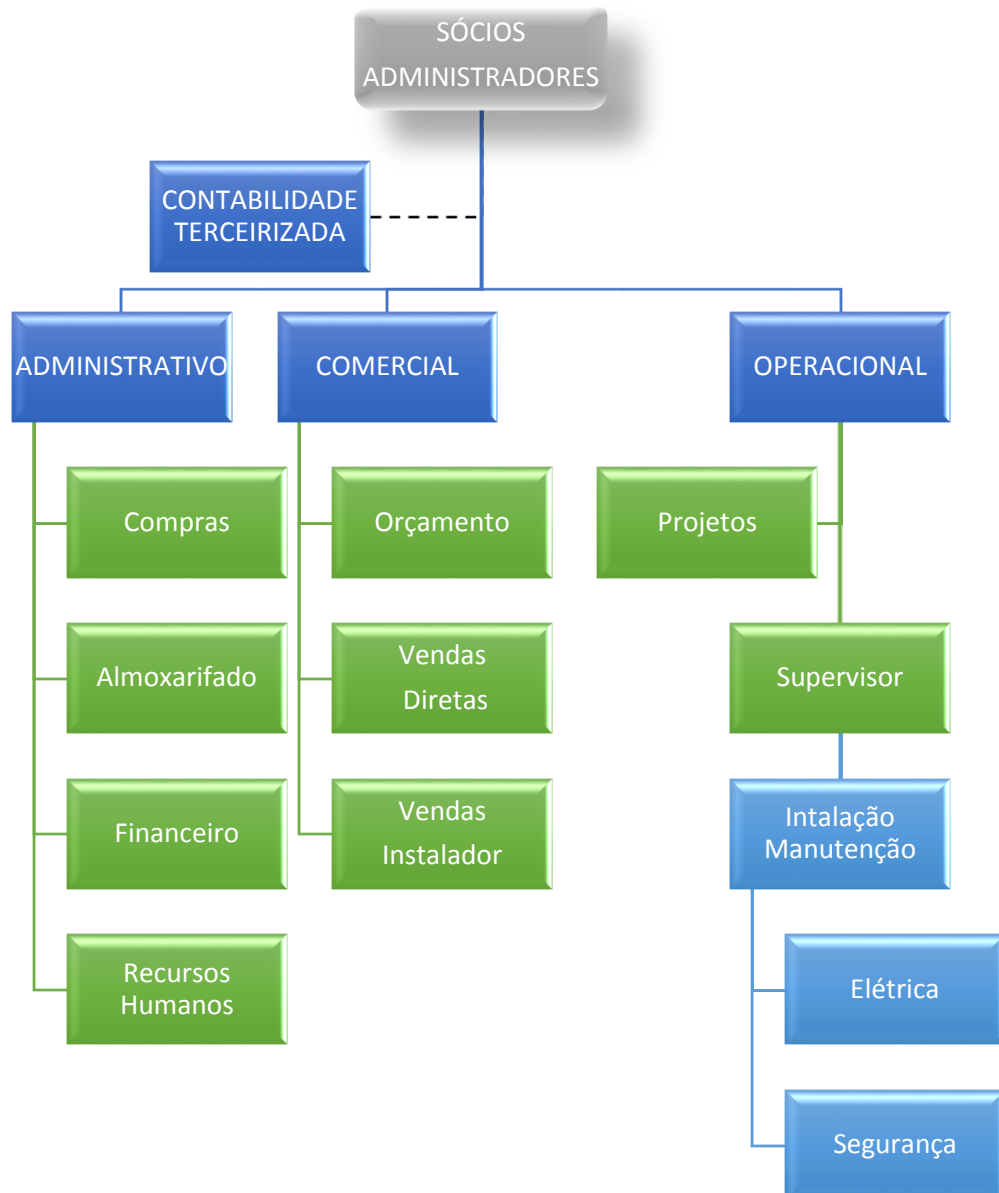 SÓCIOS
ADMINISTRADORES
CONTABILIDADE
TERCEIRIZADA
ADMINISTRATIVO
COMERCIAL
OPERACIONAL
Compras
Orçamento
Projetos
Almoxarifado
Vendas
Diretas
Supervisor
Financeiro
Vendas
Instalador
Intalação
Manutenção
Recursos
Humanos
Elétrica
Segurança